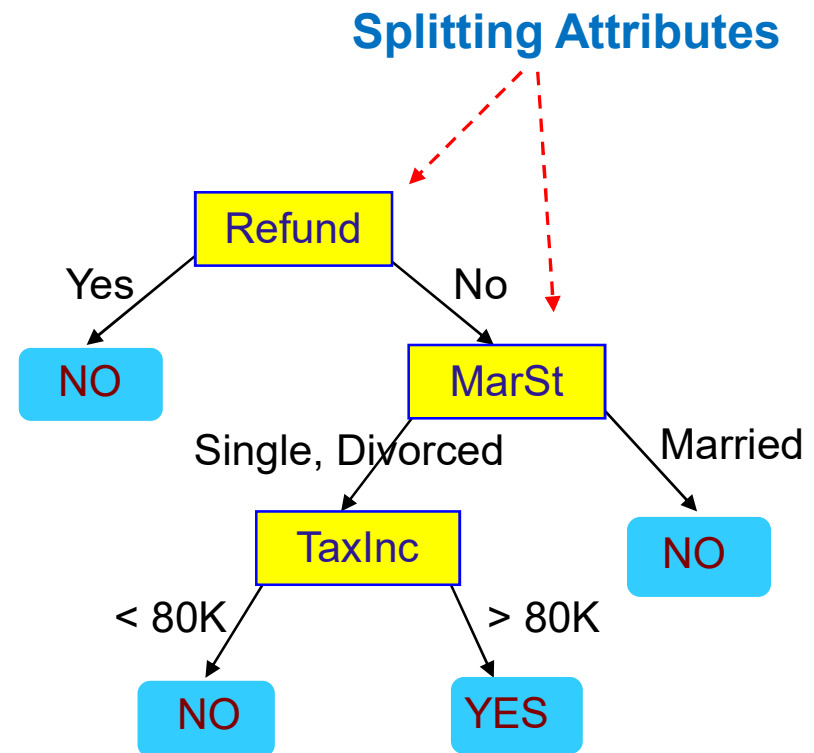 Splitting Attributes
Refund
Yes
No
NO
MarSt
Single, Divorced
Married
TaxInc
NO
< 80K
> 80K
NO
YES